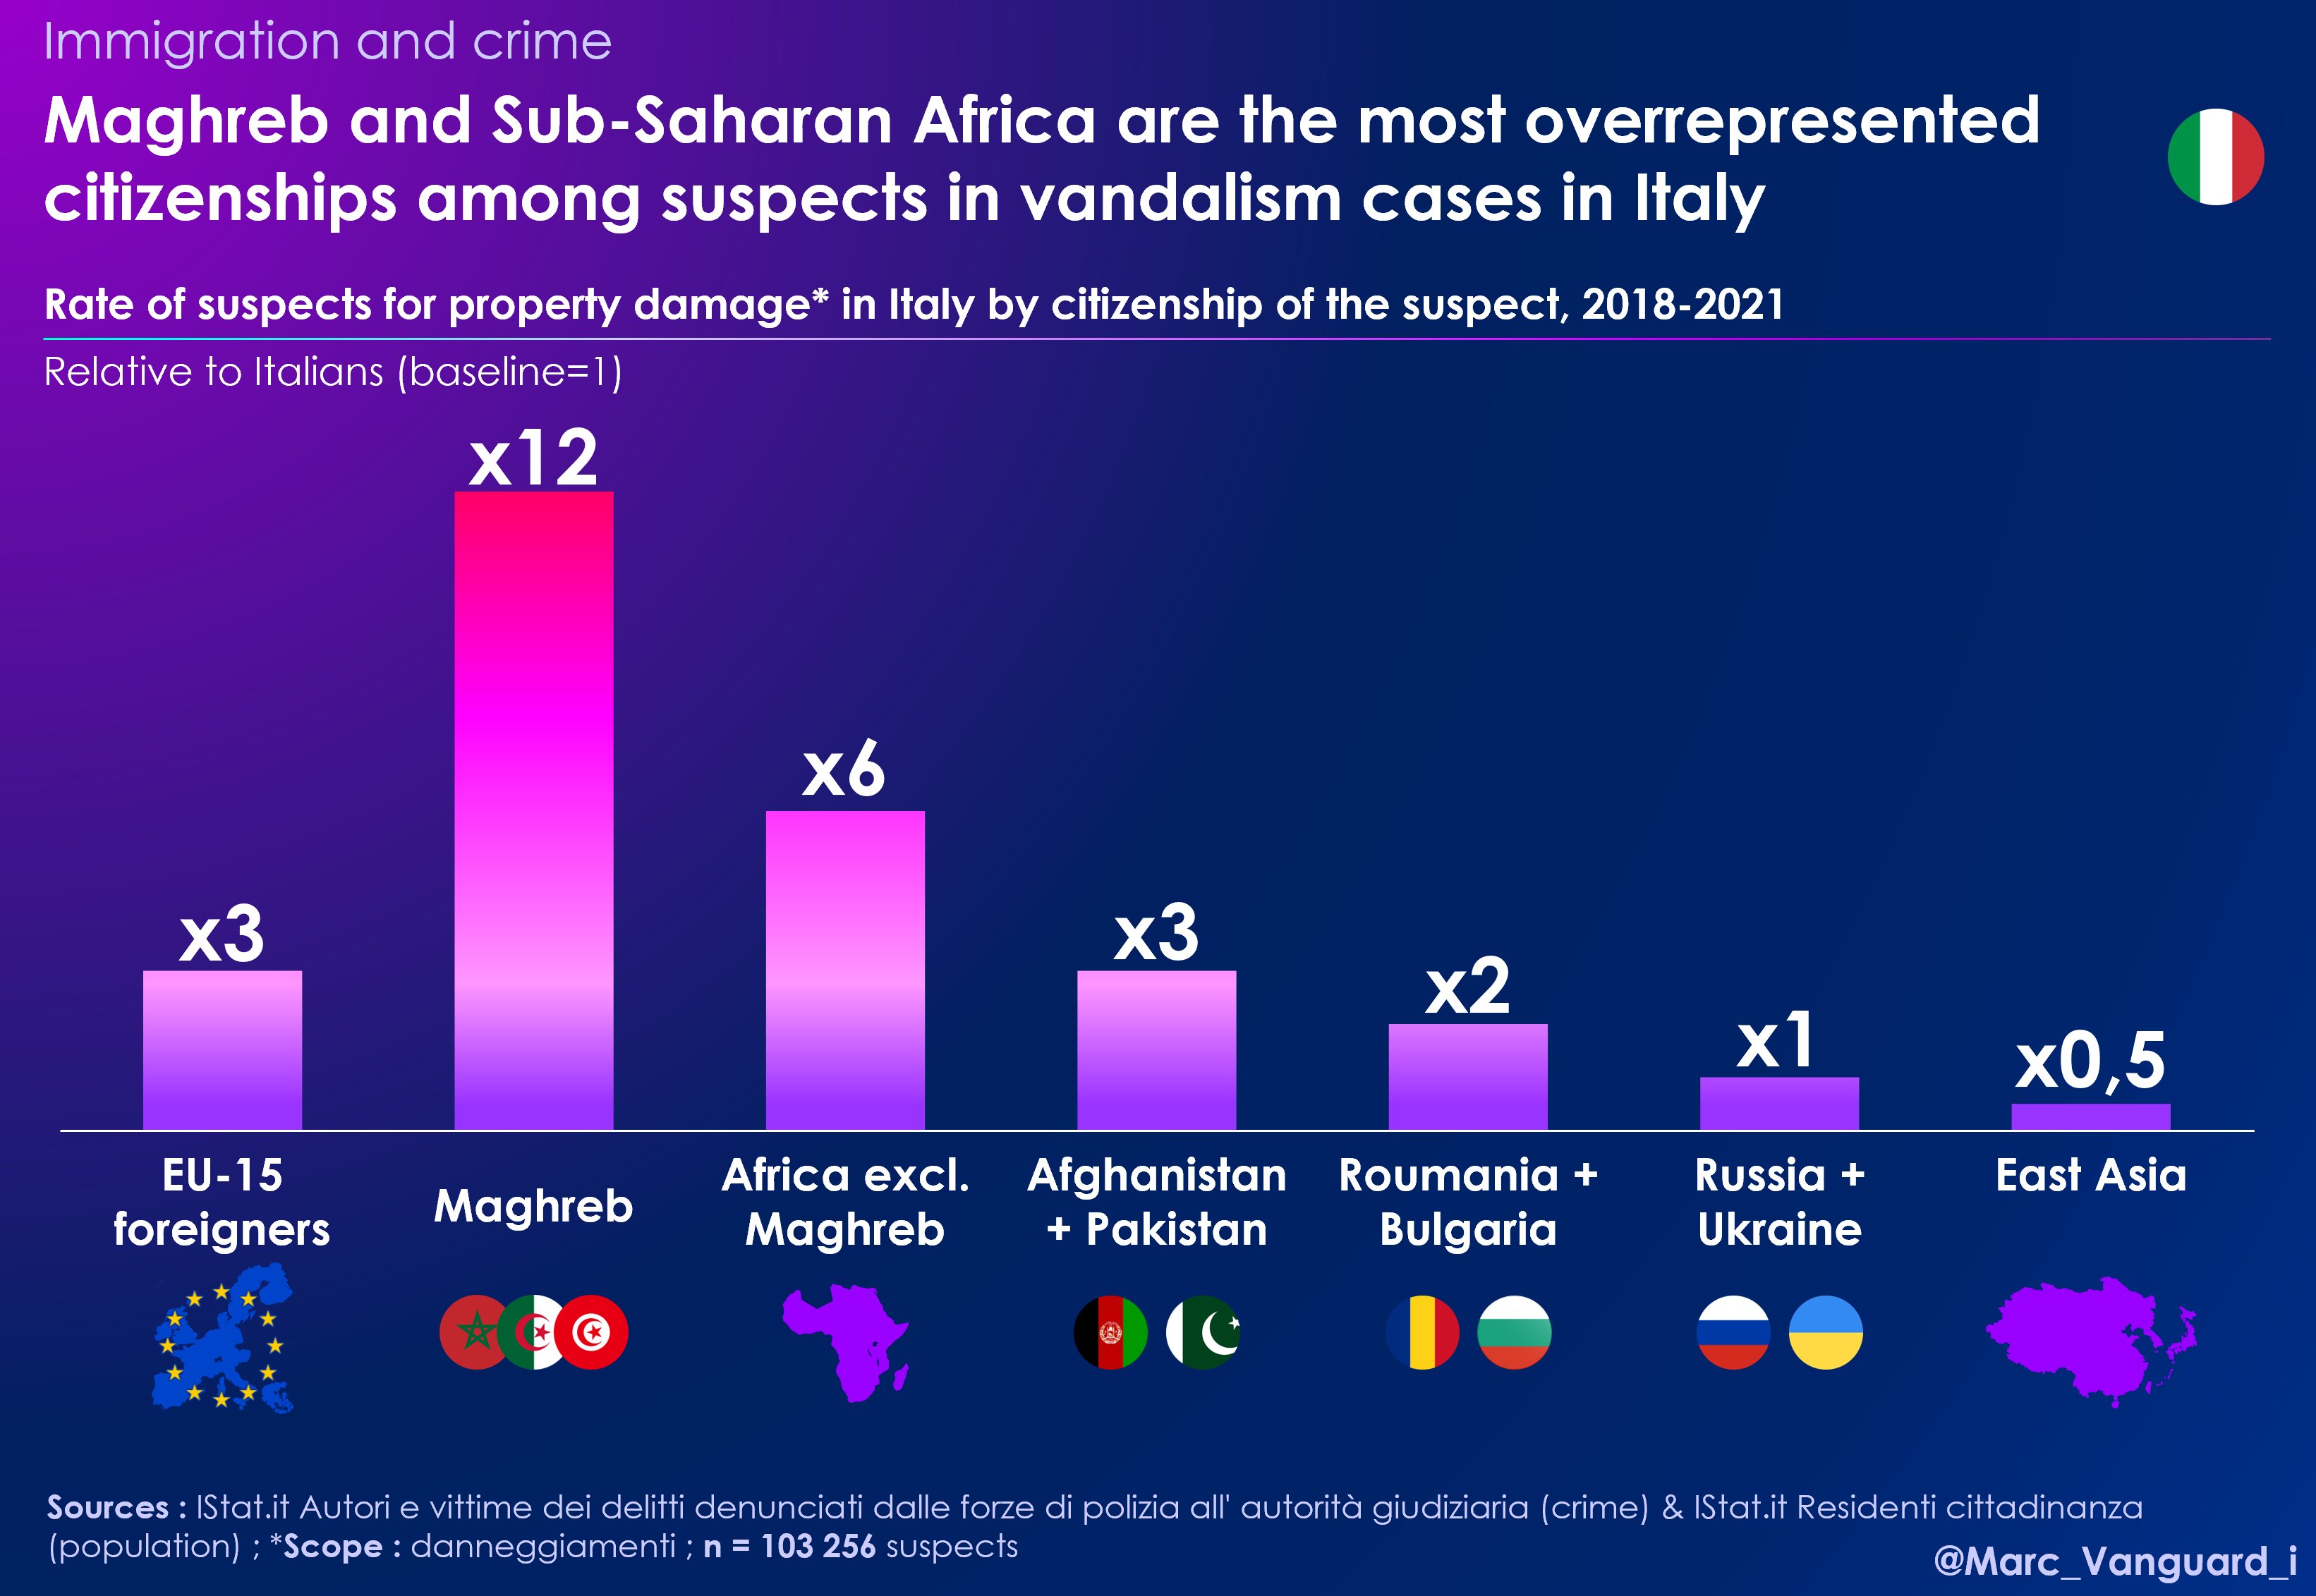 Immigration and crime
Maghreb and Sub-Saharan Africa are the most overrepresented
citizenships among suspects in vandalism cases in Italy
Rate of suspects for property damage* in Italy by citizenship of the suspect, 2018-2021
Relative to Italians (baseline=1)
x3
x12
x6
x3
x2
x1
x0,5
EU-15
foreigners
Maghreb
Africa excl.
Maghreb
Afghanistan
+ Pakistan
Roumania +
Bulgaria
Russia +
Ukraine
East Asia
Sources : IStat.it Autori e vittime dei delitti denunciati dalle forze di polizia all' autorità giudiziaria (crime) & IStat.it Residenti cittadinanza
(population) ; *Scope : danneggiamenti ; n = 103 256 suspects
@Marc_Vanguard_i